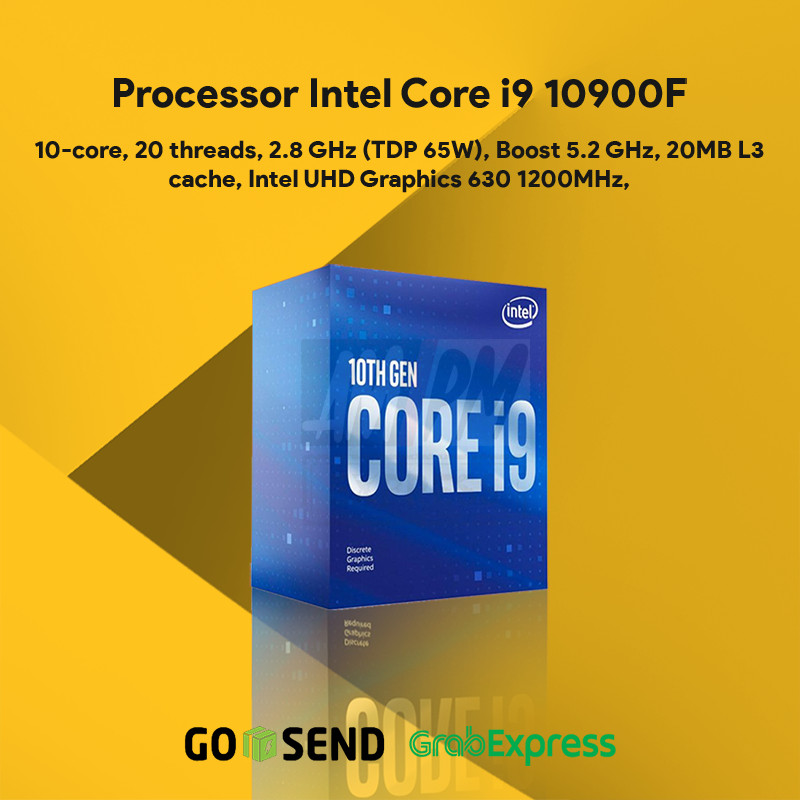 Processor Intel Core i9 10900F
10-core, 20 threads, 2.8 GHz (TDP 65W), Boost 5.2 GHz, 20MB L3
cache, Intel UHD Graphics 630 1200MHz,
intel
10TH GEN
CORE i9
Discrete
Graphics
Required
GO SEND
GrabExpress